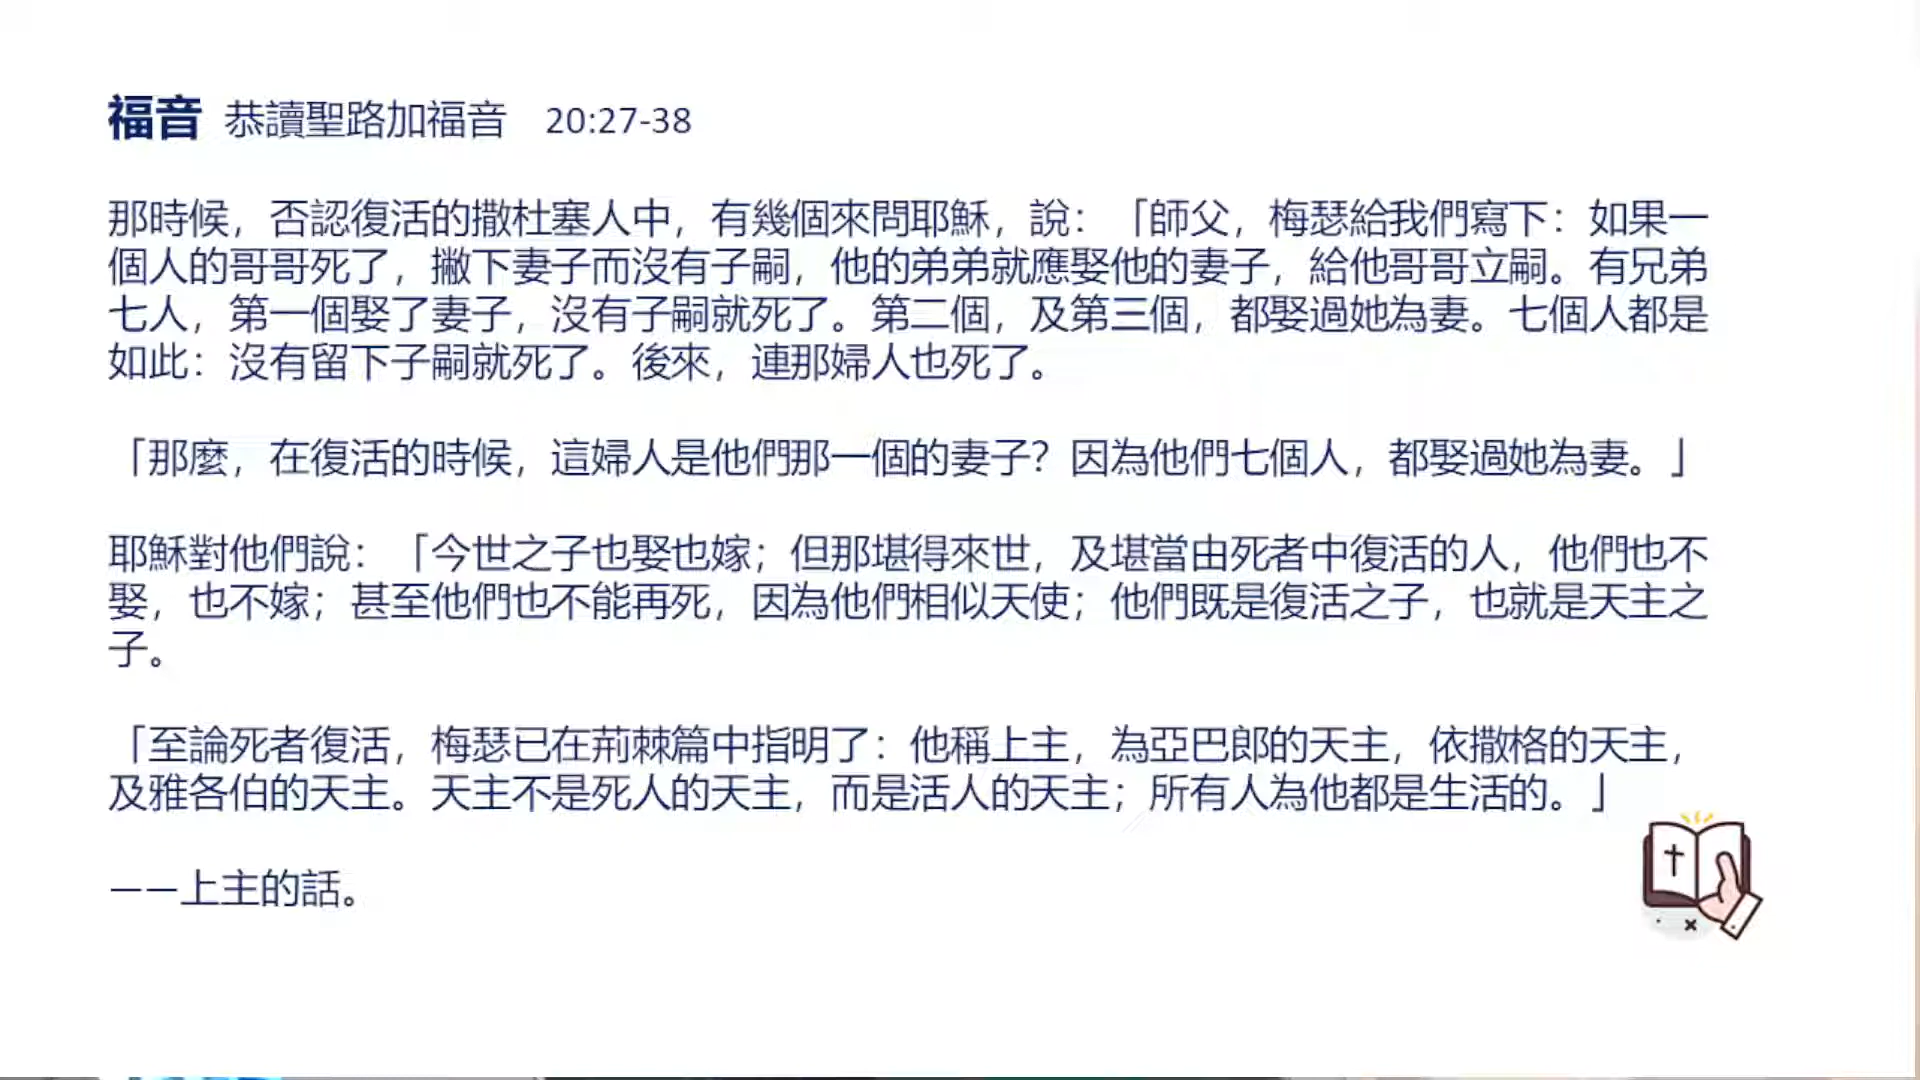 福音 恭讀聖路加福音 20:27-38
那時候，否認復活的撒杜塞人中，有幾個來問耶穌，說：「師父，梅瑟給我們寫下：如果一
個人的哥哥死了，撇下妻子而沒有子嗣，他的弟弟就應娶他的妻子，給他哥哥立嗣。有兄弟
七人，第一個娶了妻子，沒有子嗣就死了。第二個，及第三個，都娶過她為妻。七個人都是
如此：沒有留下子嗣就死了。後來，連那婦人也死了。
「那麼，在復活的時候，這婦人是他們那一個的妻子？因為他們七個人，都娶過她為妻。」
耶穌對他們說：「今世之子也娶也嫁；但那堪得來世，及堪當由死者中復活的人，他們也不
娶，也不嫁；甚至他們也不能再死，因為他們相似天使；他們既是復活之子，也就是天主之
子。
「至論死者復活，梅瑟已在荊棘篇中指明了：他稱上主，為亞巴郎的天主，依撒格的天主，
及雅各伯的天主。天主不是死人的天主，而是活人的天主；所有人為他都是生活的。」
——上主的話。